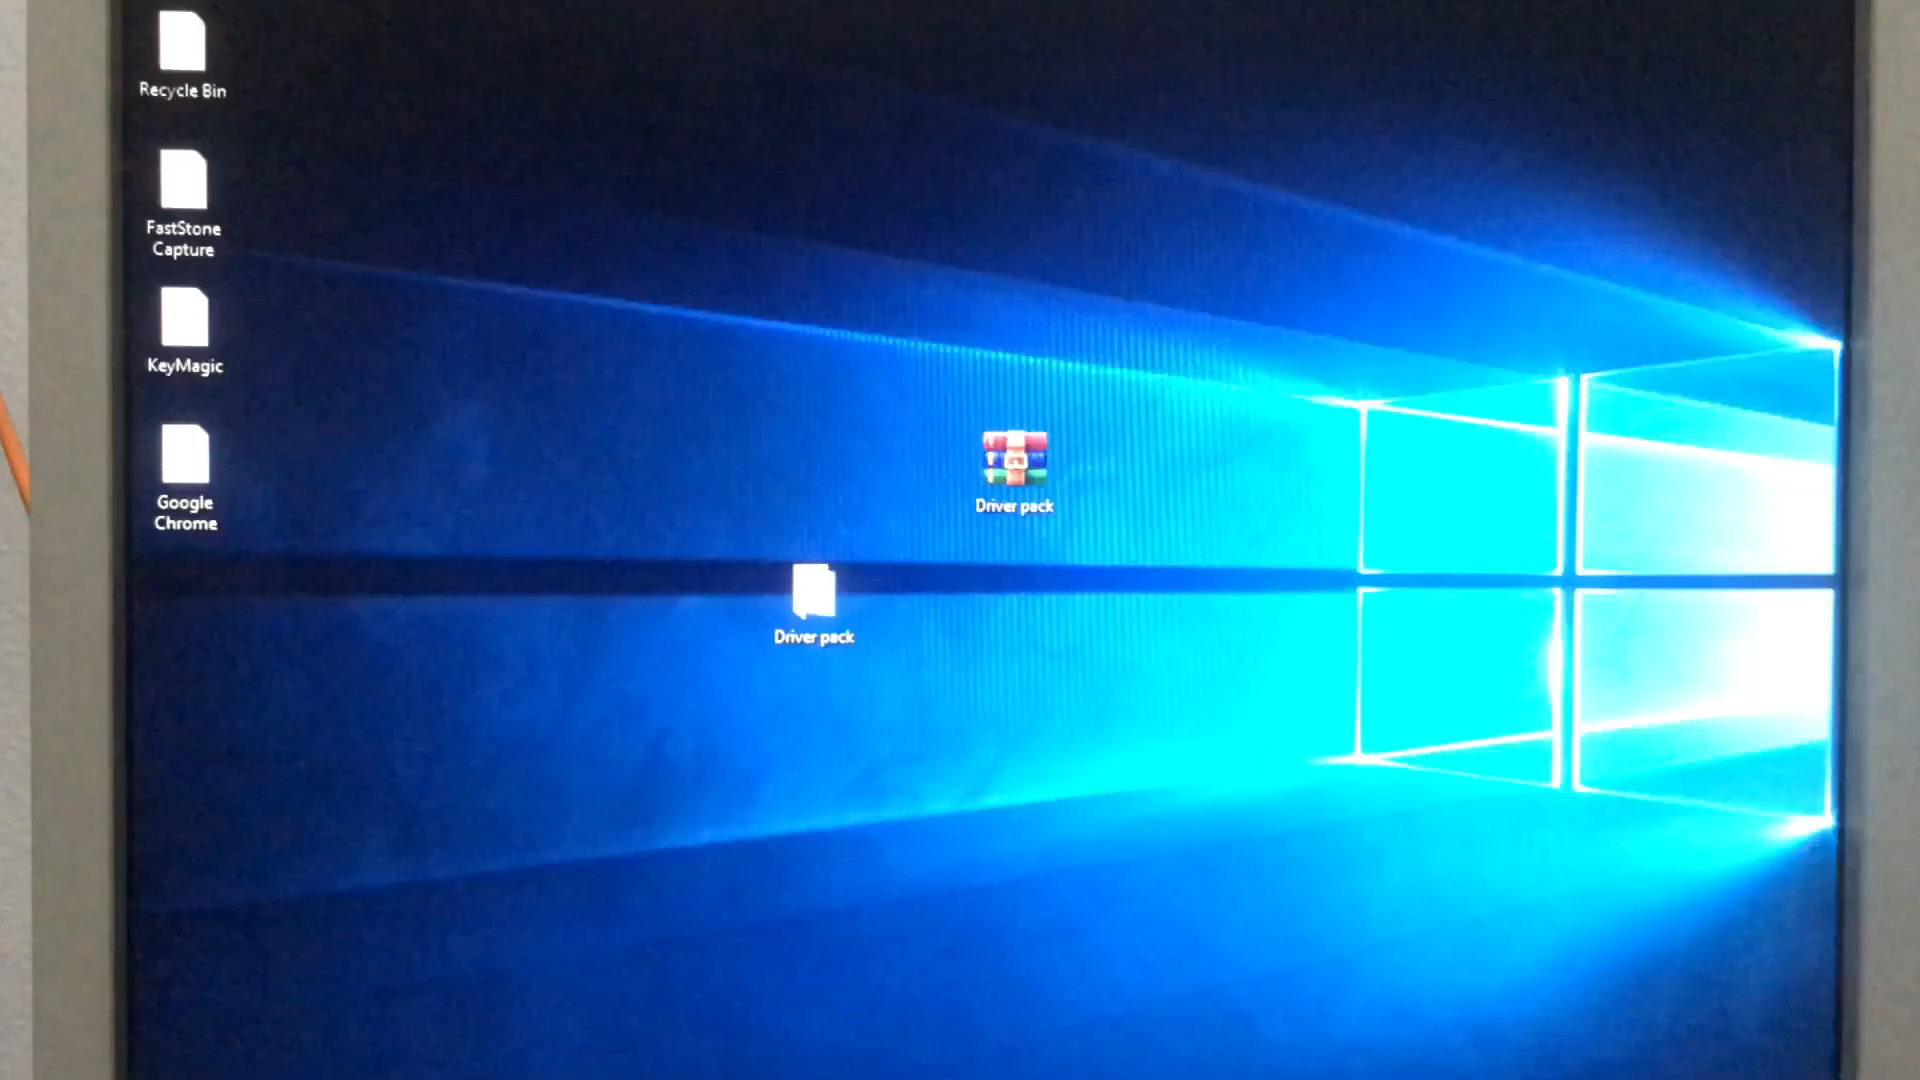 Recycle Bin
FastStone
Capture
KeyMagic
Google
Chrome
Driver pack
Driver pack